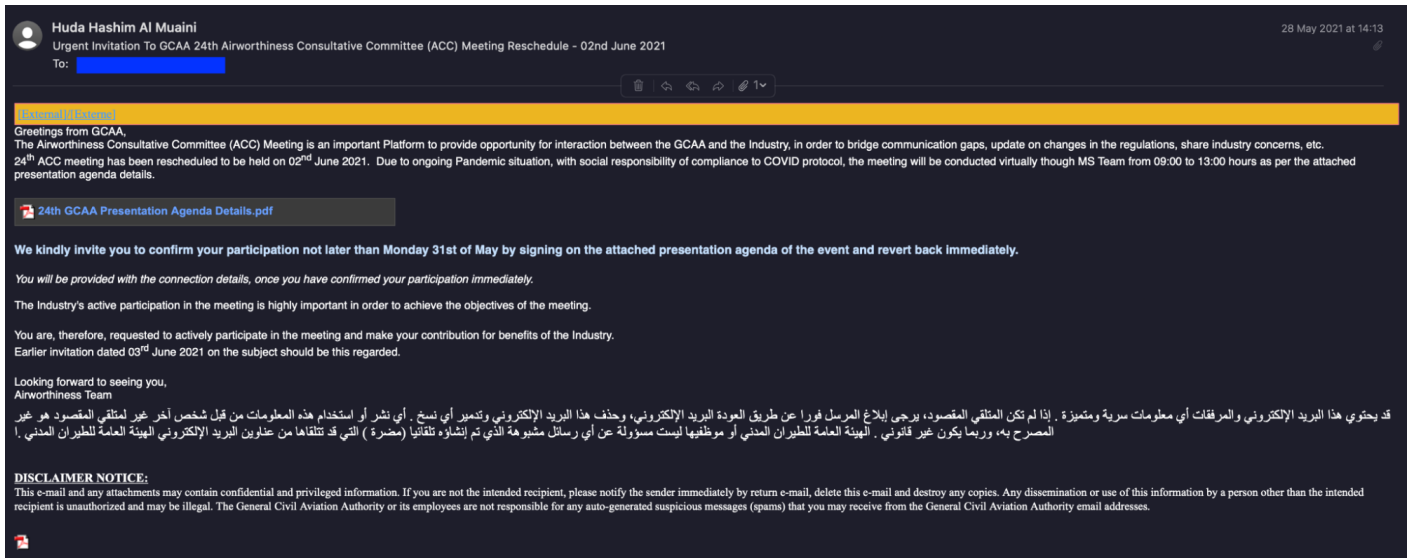 Huda Hashim Al Muaini
28 May 2021 at 14:13
Urgent Invitation To GCAA 24th Airworthiness Consultative Committee (ACC) Meeting Reschedule - 02nd June 2021
To:
1
[External]/[Externe]
Greetings from GCAA,
The Airworthiness Consultative Committee (ACC) Meeting is an important Platform to provide opportunity for interaction between the GCAA and the Industry, in order to bridge communication gaps, update on changes in the regulations, share industry concerns, etc.
24th ACC meeting has been rescheduled to be held on 02nd June 2021.  Due to ongoing Pandemic situation, with social responsibility of compliance to COVID protocol, the meeting will be conducted virtually though MS Team from 09:00 to 13:00 hours as per the attached
presentation agenda details.
24th GCAA Presentation Agenda Details.pdf
We kindly invite you to confirm your participation not later than Monday 31st of May by signing on the attached presentation agenda of the event and revert back immediately.
You will be provided with the connection details, once you have confirmed your participation immediately.
The Industry's active participation in the meeting is highly important in order to achieve the objectives of the meeting.
You are, therefore, requested to actively participate in the meeting and make your contribution for benefits of the Industry.
Earlier invitation dated 03rd June 2021 on the subject should be this regarded.
Looking forward to seeing you,
Airworthiness Team
قد يحتوي هذا البريد الإلكتروني والمرفقات أي معلومات سرية ومتميزة . إذا لم تكن المتلقي المقصود، يرجى إبلاغ المرسل فورا عن طريق العودة البريد الإلكتروني، وحذف هذا البريد الإلكتروني وتدمير أي نسخ . أي نشر أو استخدام هذه المعلومات من قبل شخص آخر غير لمتلقي المقصود هو غير
المصرح به، وربما يكون غير قانوني . الهيئة العامة للطيران المدني أو موظفيها ليست مسؤولة عن أي رسائل مشبوهة الذي تم إنشاؤه تلقائيا (مضرة ) التي قد تتلقاها من عناوين البريد الإلكتروني الهيئة العامة للطيران المدني .ا
DISCLAIMER NOTICE:
This e-mail and any attachments may contain confidential and privileged information. If you are not the intended recipient, please notify the sender immediately by return e-mail, delete this e-mail and destroy any copies. Any dissemination or use of this information by a person other than the intended
recipient is unauthorized and may be illegal. The General Civil Aviation Authority or its employees are not responsible for any auto-generated suspicious messages (spams) that you may receive from the General Civil Aviation Authority email addresses.